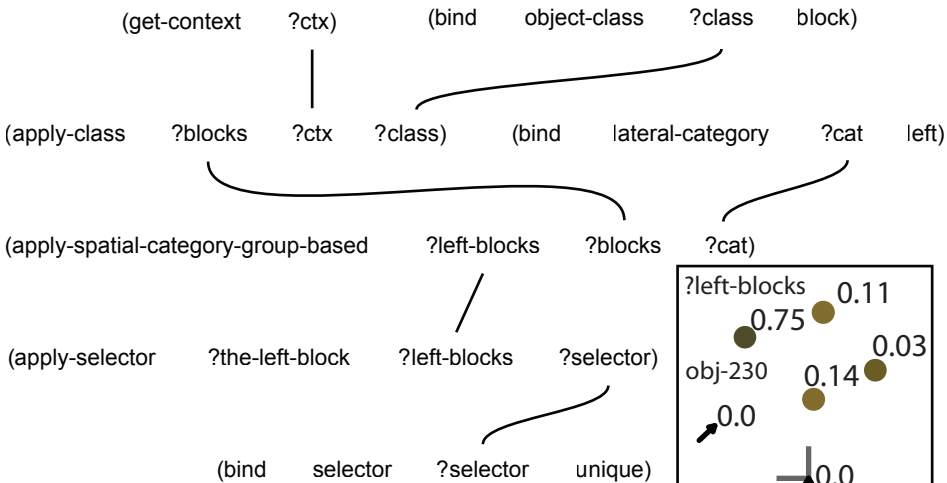 (get-context ?ctx) (bind object-class ?class block)
(apply-class ?blocks ?ctx ?class) (bind lateral-category ?cat left)
(apply-spatial-category-group-based ?left-blocks ?blocks ?cat)
(apply-selector ?the-left-block ?left-blocks ?selector)
(bind selector ?selector unique)
?left-blocks
0.11
0.75
0.03
obj-230
0.14
0.0
0.0